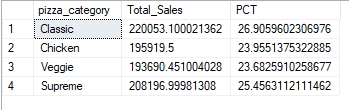 pizza_category Total_Sales PCT
1 Classic 220053.100021362 26.9059602306976
2 Chicken 195919.5 23.9551375322885
3 Veggie 193690.451004028 23.6825910258677
4 Supreme 208196.99981308 25.4563112111462